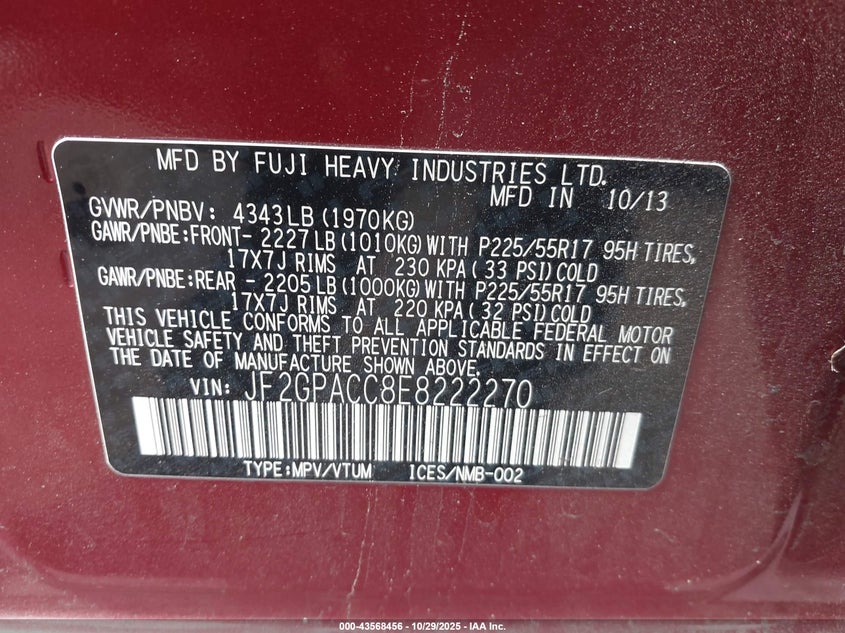 MFD BY FUJI HEAVY INDUSTRIES LTD.
MFD IN 10/13
GVWR/PNBV: 4343LB(1970KG)
GAWR/PNBE:FRONT- 2227LB(1010KG)WITH P225/55R17 95H TIRES,
17X7J RIMS AT 230 KPA(33 PSI)COLD
GAWR/PNBE:REAR - 2205LB(1000KG)WITH P225/55R17 95H TIRES,
17X7J RIMS AT 220 KPA(32 PSI)COLD
THIS VEHICLE CONFORMS TO ALL APPLICABLE FEDERAL MOTOR
VEHICLE SAFETY AND THEFT PREVENTION STANDARDS IN EFFECT ON
THE DATE OF MANUFACTURE SHOWN ABOVE.
VIN: JF2GPACC8E8222270
TYPE:MPV/VTUM ICES/NMB-002
000-43568456 - 10/29/2025 - IAA Inc.